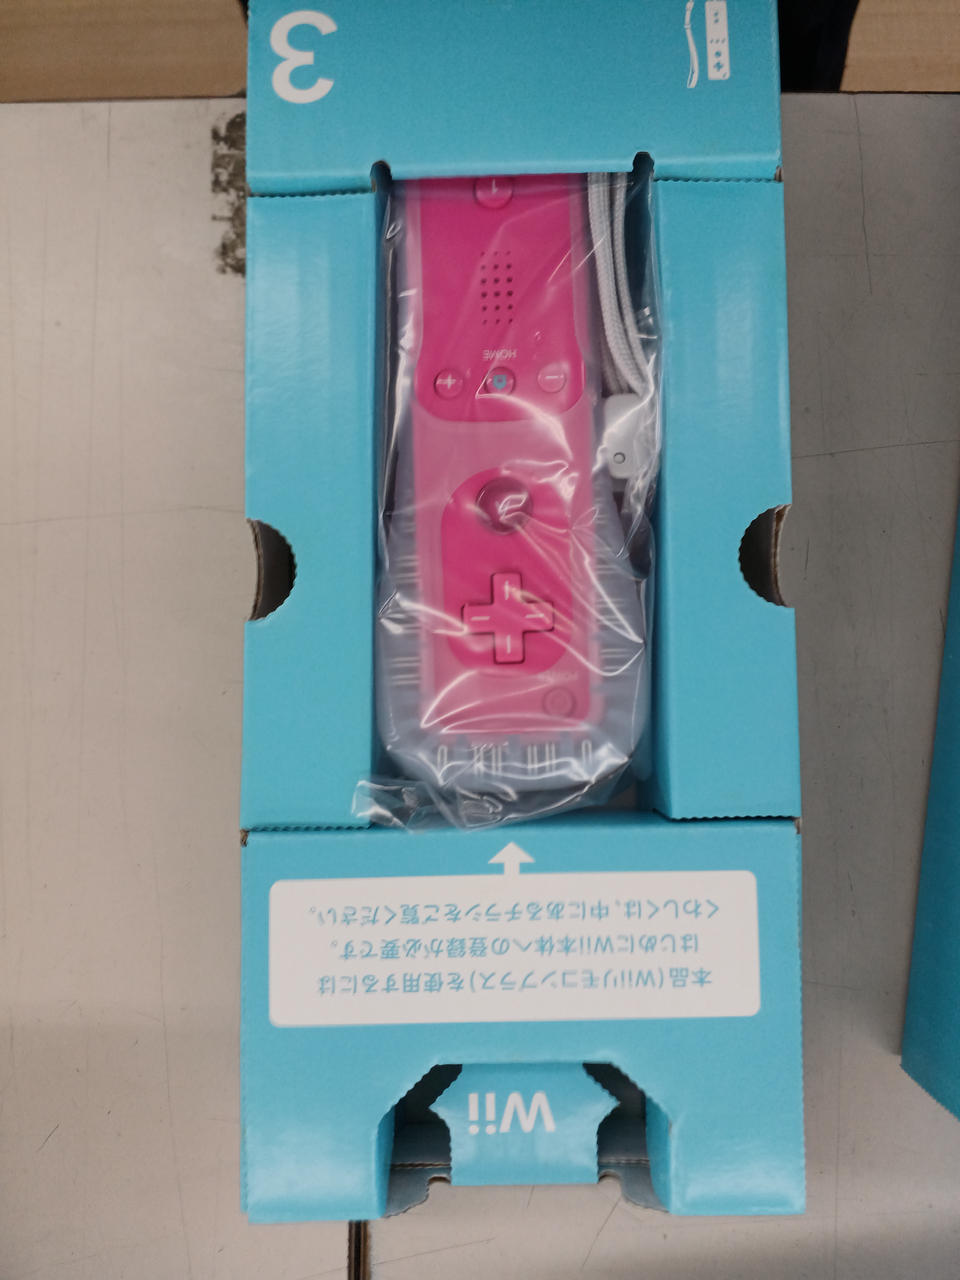 Wii
本品(Wiiリモコンプラス)を使用するには
はじめにWii本体への登録が必要です。
くわしくは、中にあるチラシをご覧ください。
POWER
HOME
1
3